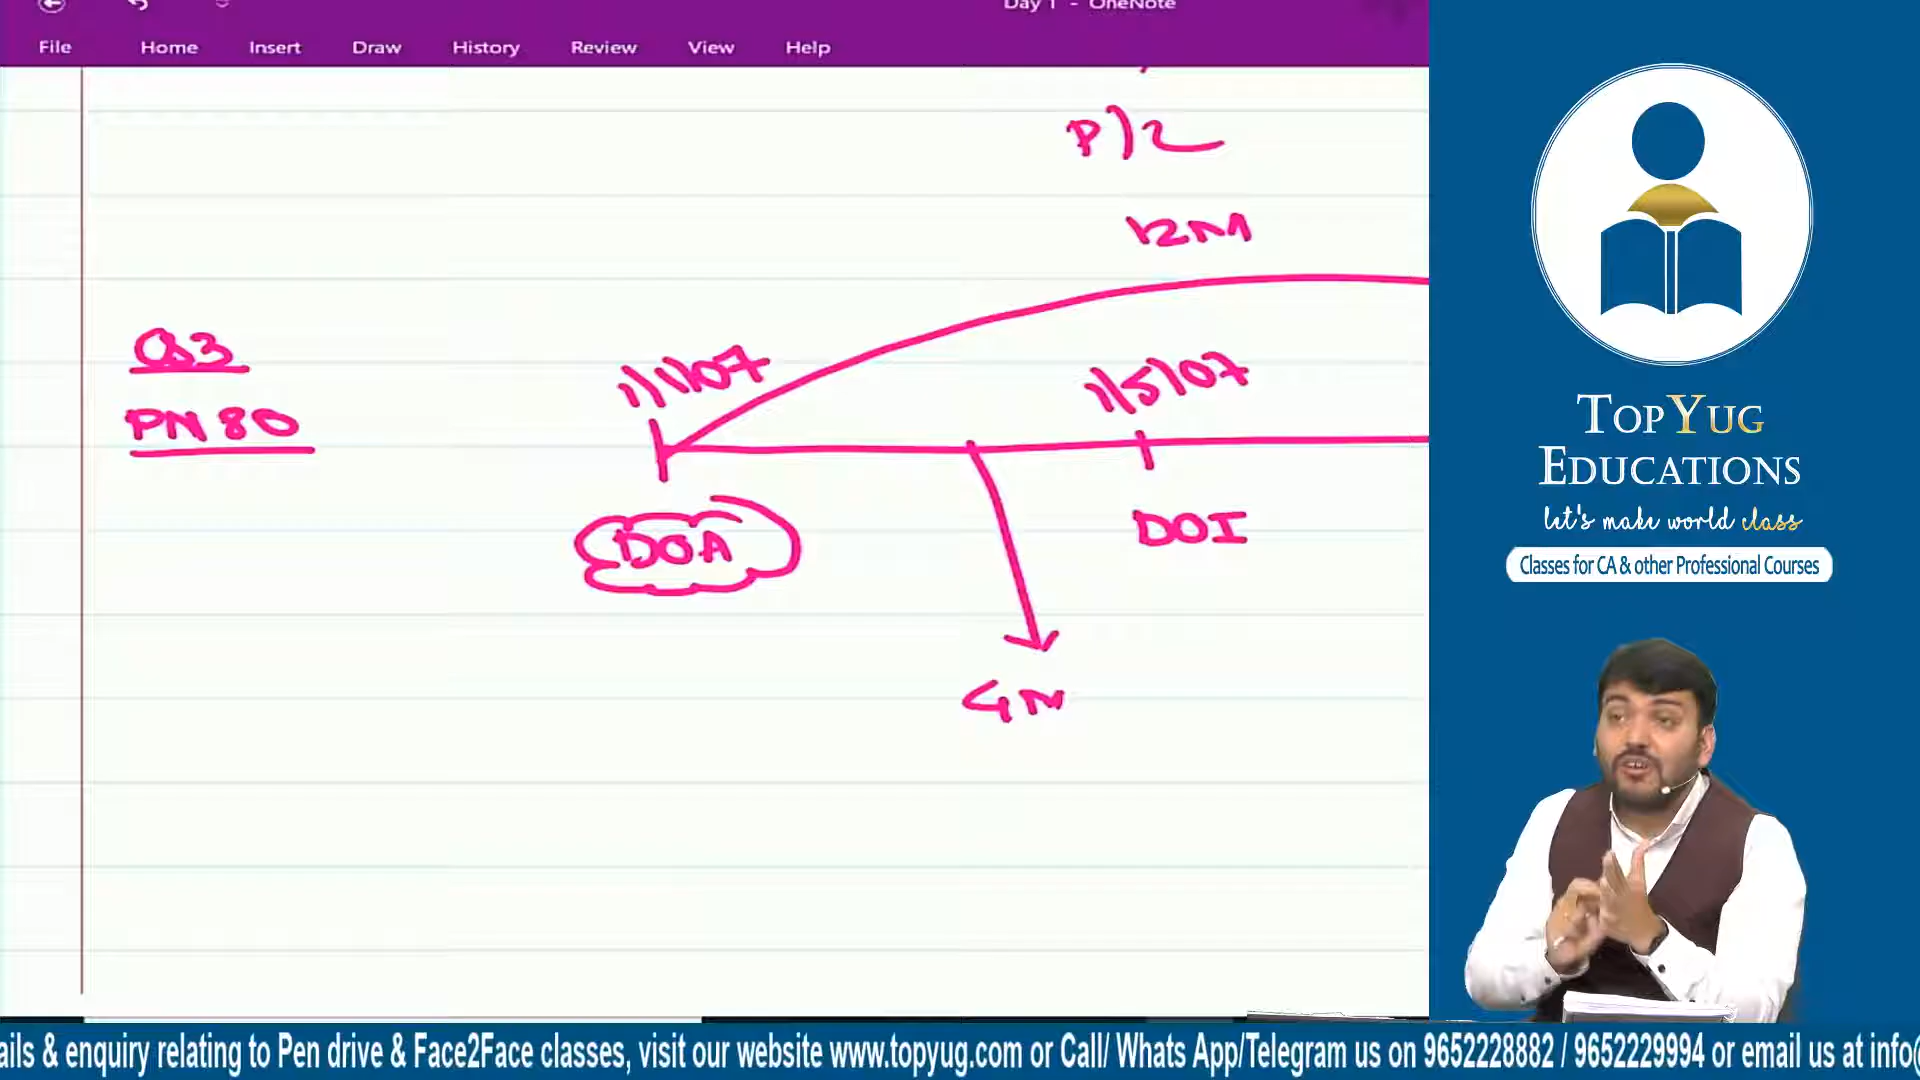 Day 1 - OneNote
File Home Insert Draw History Review View Help
P)2
12M
Q3
PN 80
1/1/07
1/5/07
DOA
DOI
4M
TOPYUG
EDUCATIONS
let's make world class
Classes for CA & other Professional Courses
ails & enquiry relating to Pen drive & Face2Face classes, visit our website www.topyug.com or Call/ Whats App/Telegram us on 9652228882 / 9652229994 or email us at info@